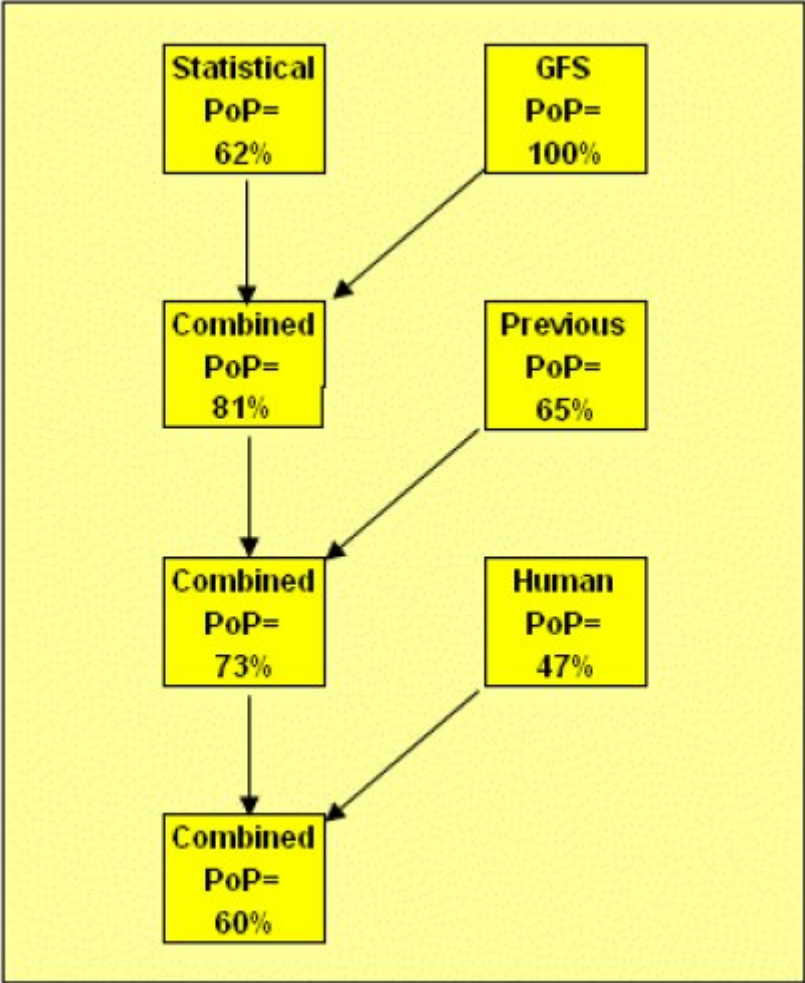 Statistical
PoP=
62%
GFS
PoP=
100%
Combined
PoP=
81%
Previous
PoP=
65%
Combined
PoP=
73%
Human
PoP=
47%
Combined
PoP=
60%